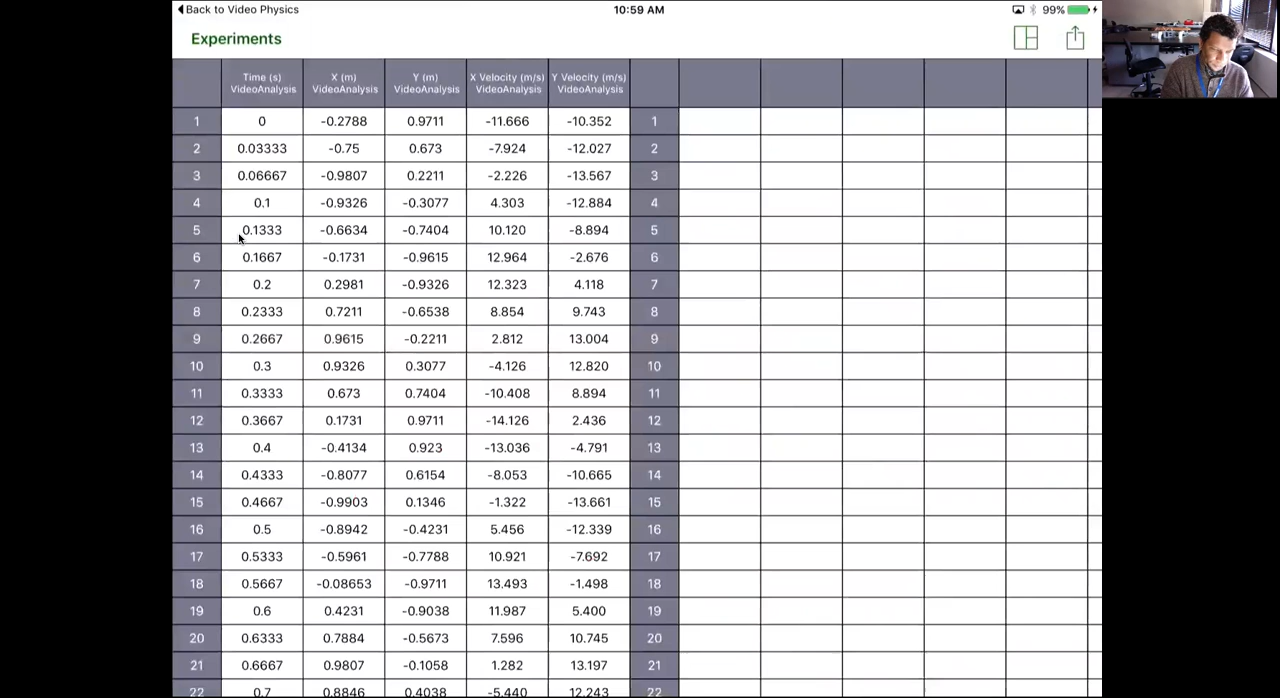 Back to Video Physics 10:59 AM 99%
Experiments
Time (s) X (m) Y (m) X Velocity (m/s) Y Velocity (m/s)
VideoAnalysis VideoAnalysis VideoAnalysis VideoAnalysis VideoAnalysis
1 0 -0.2788 0.9711 -11.666 -10.352 1
2 0.03333 -0.75 0.673 -7.924 -12.027 2
3 0.06667 -0.9807 0.2211 -2.226 -13.567 3
4 0.1 -0.9326 -0.3077 4.303 -12.884 4
5 0.1333 -0.6634 -0.7404 10.120 -8.894 5
6 0.1667 -0.1731 -0.9615 12.964 -2.676 6
7 0.2 0.2981 -0.9326 12.323 4.118 7
8 0.2333 0.7211 -0.6538 8.854 9.743 8
9 0.2667 0.9615 -0.2211 2.812 13.004 9
10 0.3 0.9326 0.3077 -4.126 12.820 10
11 0.3333 0.673 0.7404 -10.408 8.894 11
12 0.3667 0.1731 0.9711 -14.126 2.436 12
13 0.4 -0.4134 0.923 -13.036 -4.791 13
14 0.4333 -0.8077 0.6154 -8.053 -10.665 14
15 0.4667 -0.9903 0.1346 -1.322 -13.661 15
16 0.5 -0.8942 -0.4231 5.456 -12.339 16
17 0.5333 -0.5961 -0.7788 10.921 -7.692 17
18 0.5667 -0.08653 -0.9711 13.493 -1.498 18
19 0.6 0.4231 -0.9038 11.987 5.400 19
20 0.6333 0.7884 -0.5673 7.596 10.745 20
21 0.6667 0.9807 -0.1058 1.282 13.197 21
22 0.7 0.8846 0.4038 -5.440 12.243 22